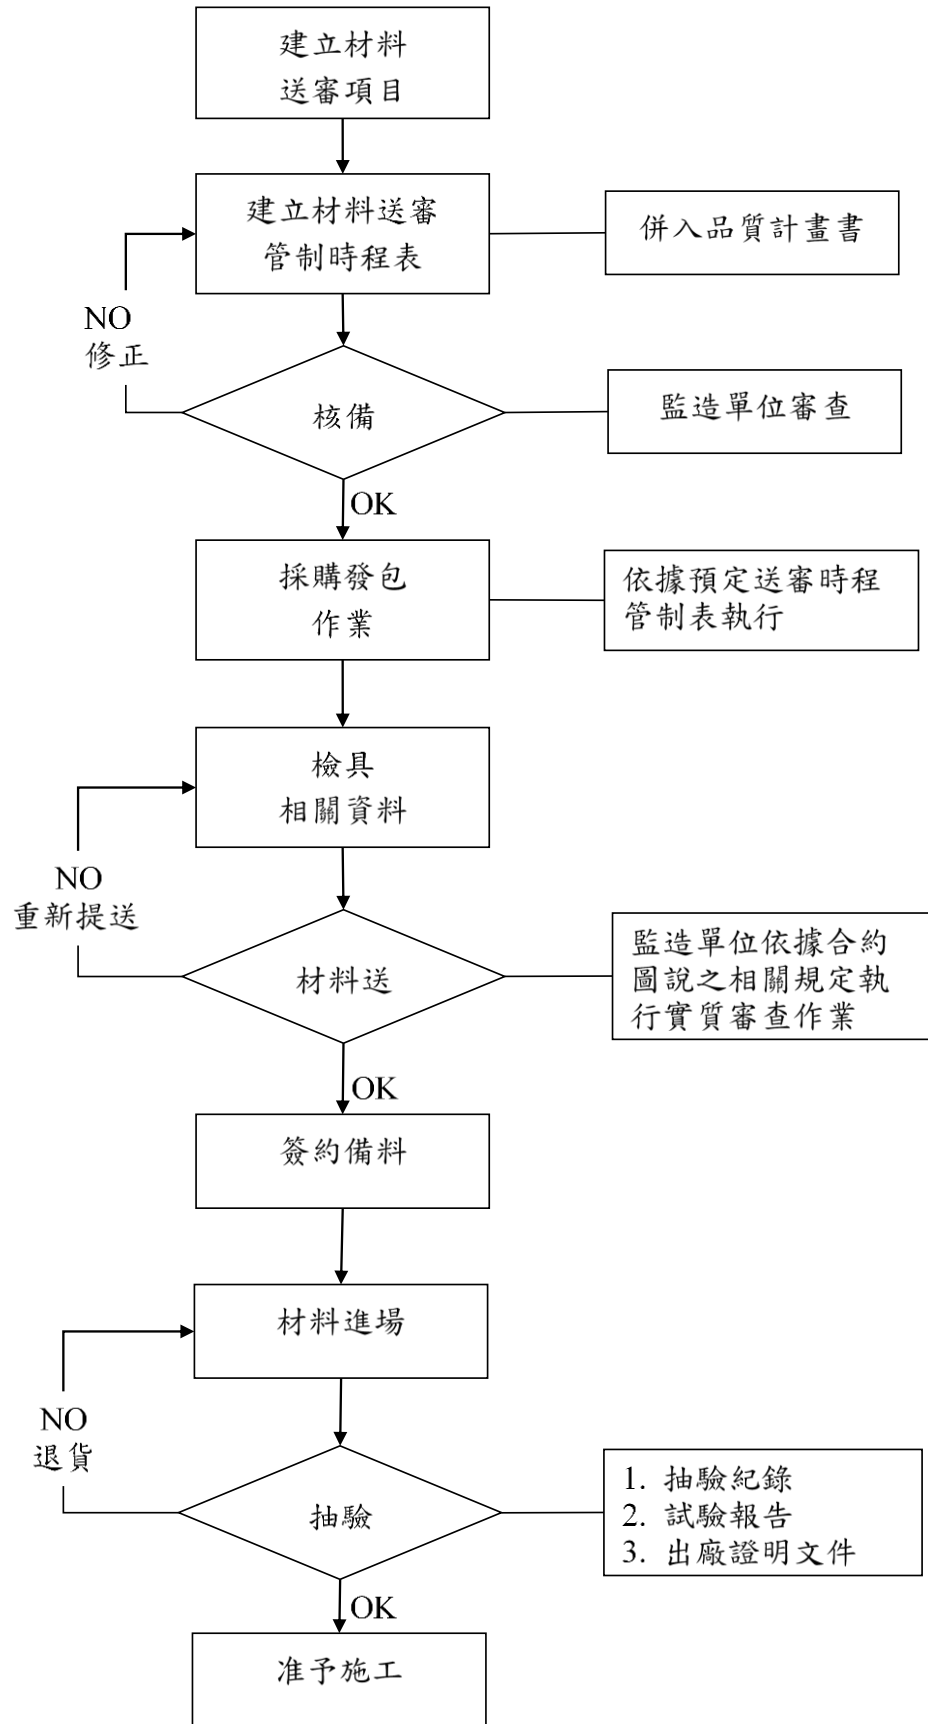 建立材料
送審項目
建立材料送審
管制時程表
併入品質計畫書
NO
修正
核備
監造單位審查
OK
採購發包
作業
依據預定送審時程
管制表執行
檢具
相關資料
NO
重新提送
材料送
監造單位依據合約
圖說之相關規定執
行實質審查作業
OK
簽約備料
材料進場
NO
退貨
抽驗
1. 抽驗紀錄
2. 試驗報告
3. 出廠證明文件
OK
准予施工